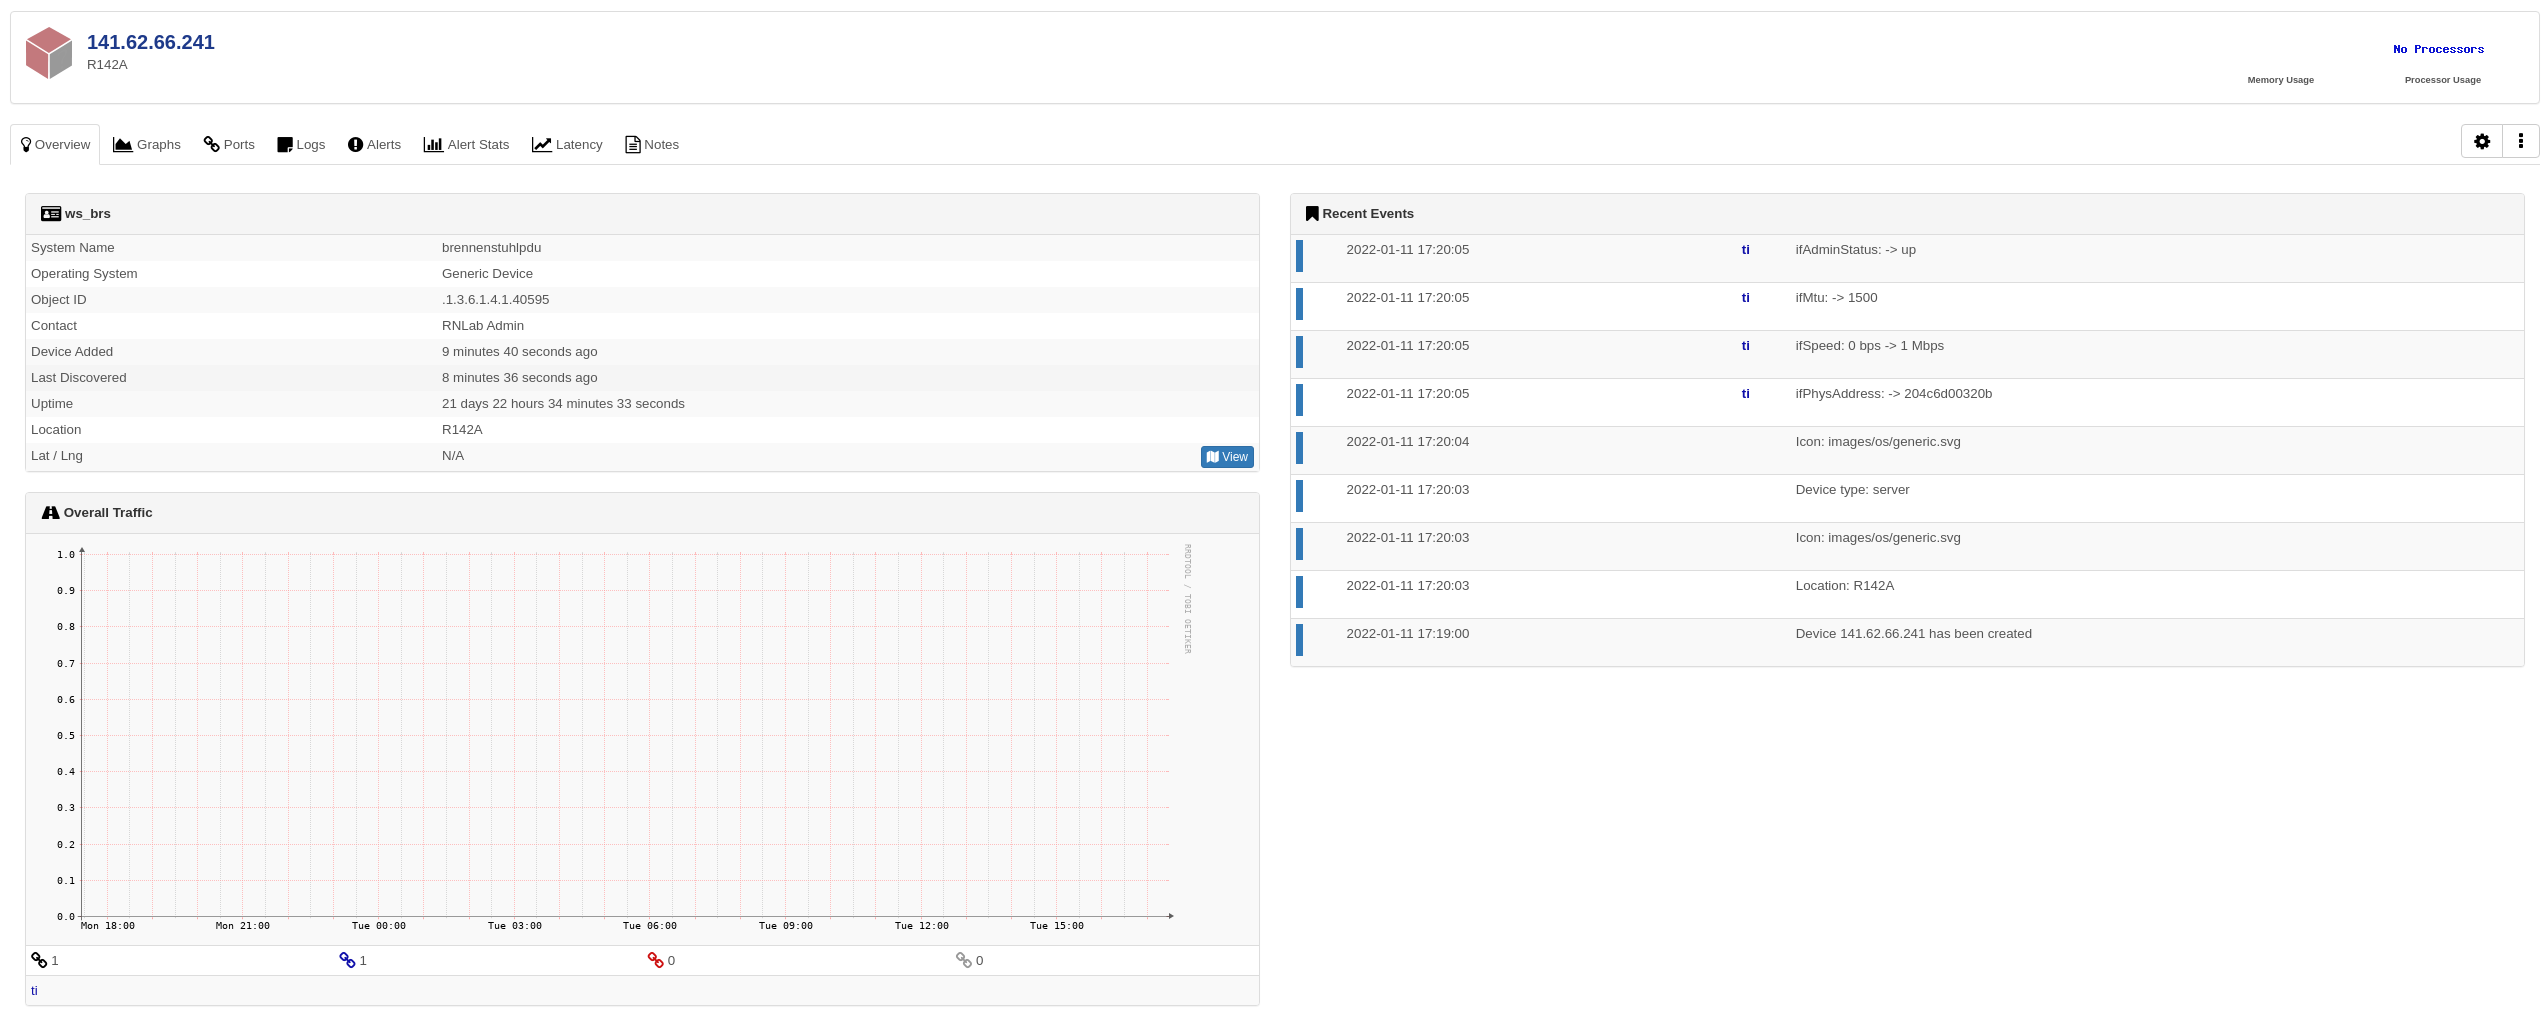 141.62.66.241
R142A
No Processors
Memory Usage
Processor Usage
Overview Graphs Ports Logs Alerts Alert Stats Latency Notes
ws_brs
System Name brennenstuhlpdu
Operating System Generic Device
Object ID .1.3.6.1.4.1.40595
Contact RNLab Admin
Device Added 9 minutes 40 seconds ago
Last Discovered 8 minutes 36 seconds ago
Uptime 21 days 22 hours 34 minutes 33 seconds
Location R142A
Lat / Lng N/A View
Overall Traffic
1.0
0.9
0.8
0.7
0.6
0.5
0.4
0.3
0.2
0.1
0.0
Mon 18:00 Mon 21:00 Tue 00:00 Tue 03:00 Tue 06:00 Tue 09:00 Tue 12:00 Tue 15:00
RRDTOOL / TOBI OETIKER
1 1 0 0
ti
Recent Events
2022-01-11 17:20:05 ti ifAdminStatus: -> up
2022-01-11 17:20:05 ti ifMtu: -> 1500
2022-01-11 17:20:05 ti ifSpeed: 0 bps -> 1 Mbps
2022-01-11 17:20:05 ti ifPhysAddress: -> 204c6d00320b
2022-01-11 17:20:04 Icon: images/os/generic.svg
2022-01-11 17:20:03 Device type: server
2022-01-11 17:20:03 Icon: images/os/generic.svg
2022-01-11 17:20:03 Location: R142A
2022-01-11 17:19:00 Device 141.62.66.241 has been created